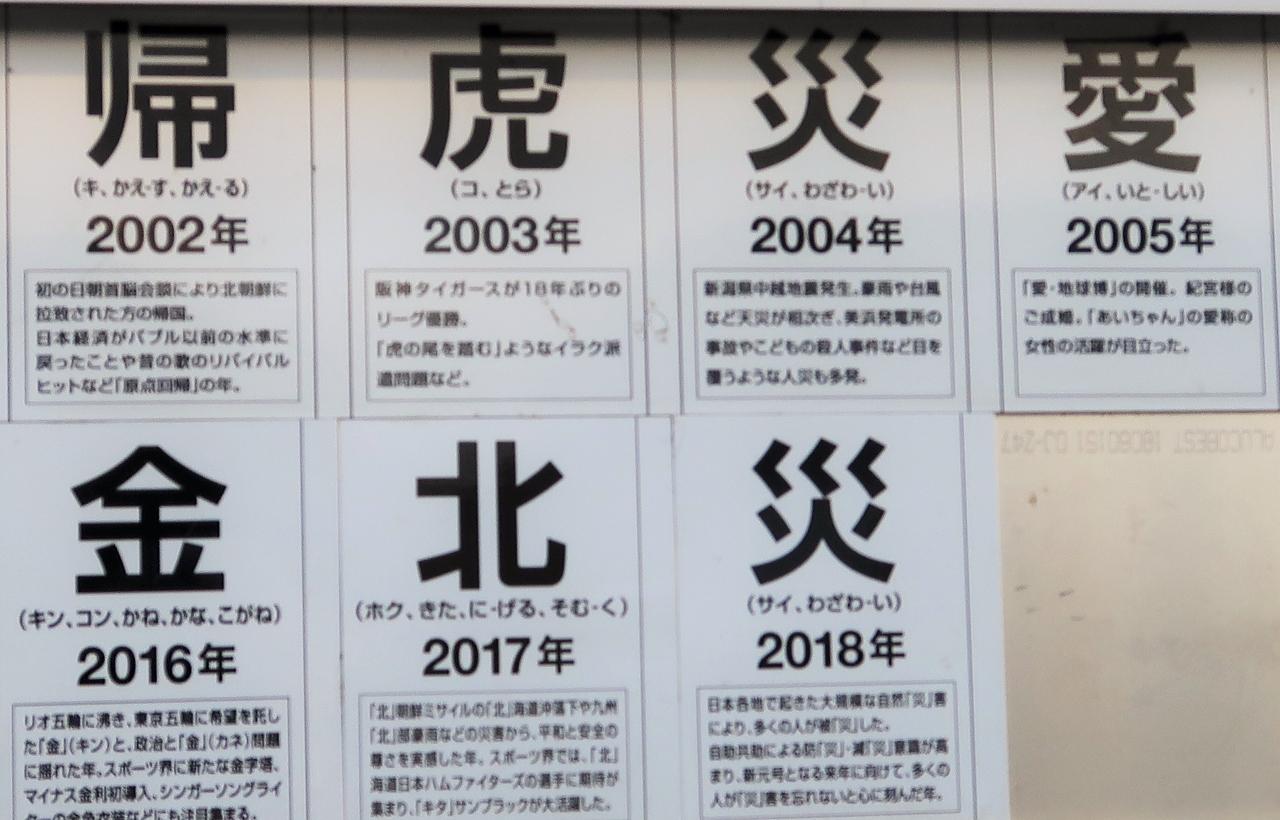 帰
(キ、かえ-す、かえ-る)
2002年
初の日朝首脳会談により北朝鮮に
拉致された方の帰国。
日本経済がバブル以前の水準に
戻ったことや昔の歌のリバイバル
ヒットなど「原点回帰」の年。
虎
(コ、とら)
2003年
阪神タイガースが18年ぶりの
リーグ優勝。
「虎の尾を踏む」ようなイラク派
遣問題など。
災
(サイ、わざわ-い)
2004年
新潟県中越地震発生。豪雨や台風
など天災が相次ぎ、美浜発電所の
事故やこどもの殺人事件など目を
覆うような人災も多発。
愛
(アイ、いと-しい)
2005年
「愛・地球博」の開催。紀宮様の
ご成婚。「あいちゃん」の愛称の
女性の活躍が目立った。
金
(キン、コン、かね、かな、こがね)
2016年
リオ五輪に沸き、東京五輪に希望を託し
た「金」(キン)と、政治と「金」(カネ)問題
に揺れた年。スポーツ界に新たな金字塔、
マイナス金利初導入、シンガーソングライ
ターの金色衣装などにも注目集まる。
北
(ホク、きた、に-げる、そむ-く)
2017年
「北」朝鮮ミサイルの「北」海道沖落下や九州
「北」部豪雨などの災害から、平和と安全の
尊さを実感した年。スポーツ界では、「北」
海道日本ハムファイターズの選手に期待が
集まり、「キタ」サンブラックが大活躍した。
災
(サイ、わざわ-い)
2018年
日本各地で起きた大規模な自然「災」害
により、多くの人が被「災」した。
自助共助による防「災」・減「災」意識が高
まり、新元号となる来年に向けて、多くの
人が「災」害を忘れないと心に刻んだ年。